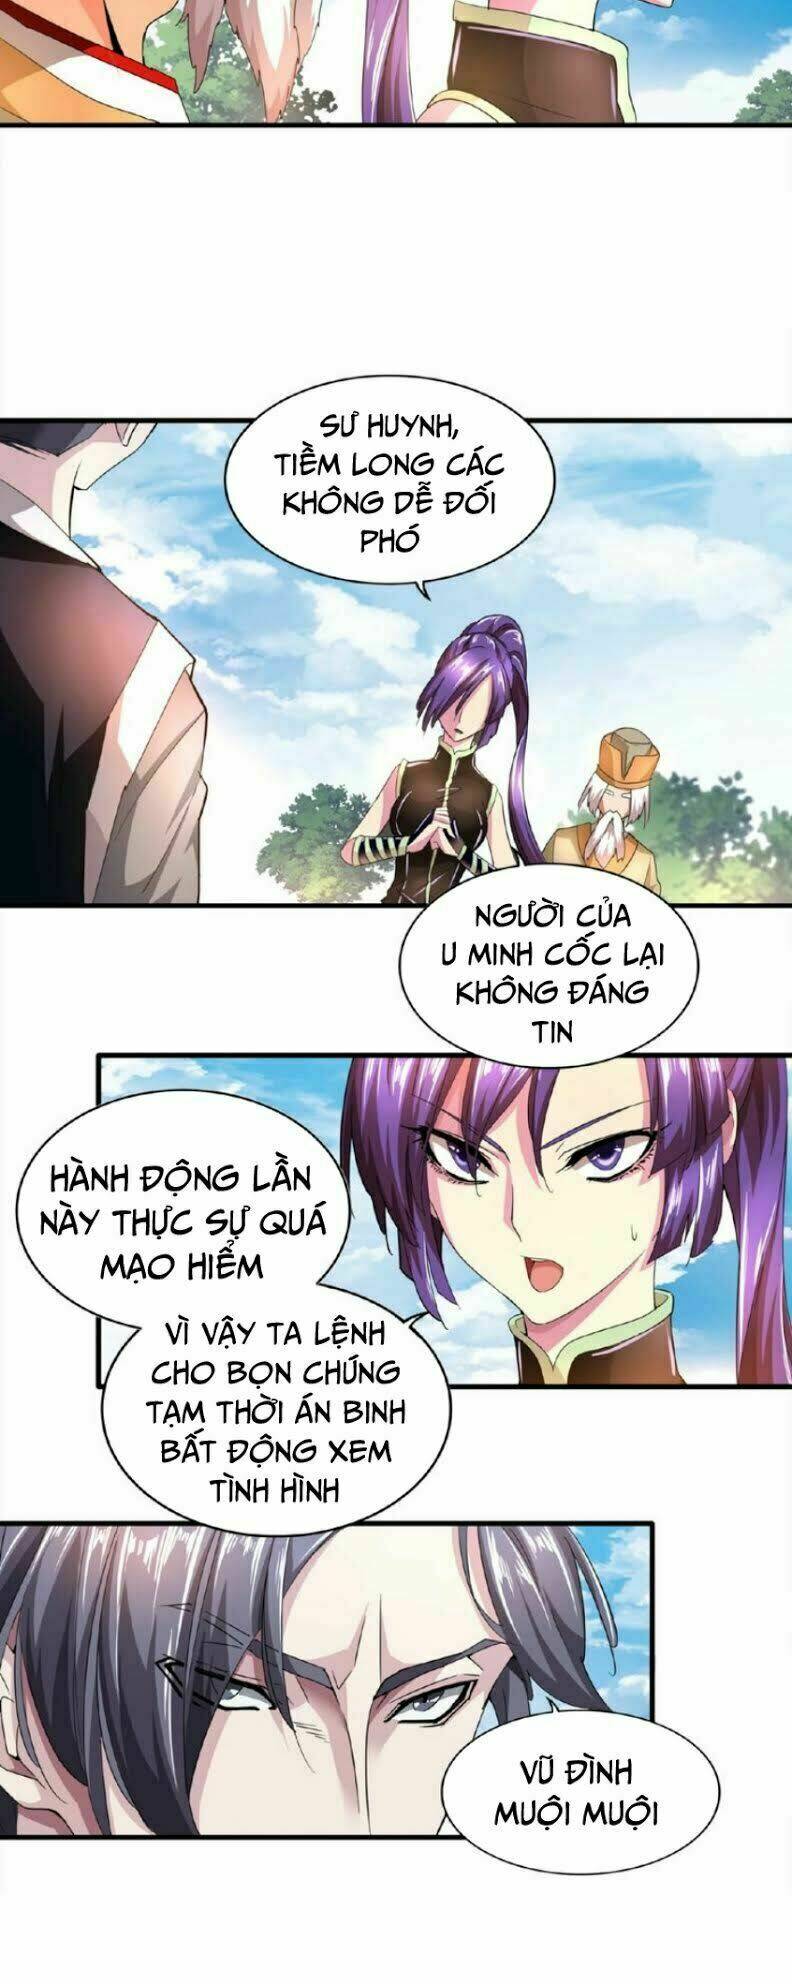 SƯ HUYNH,
TIỀM LONG CÁC
KHÔNG DỄ ĐỐI
PHÓ
NGƯỜI CỦA
U MINH CỐC LẠI
KHÔNG ĐÁNG
TIN
HÀNH ĐỘNG LẦN
NÀY THỰC SỰ QUÁ
MẠO HIỂM
VÌ VẬY TA LỆNH
CHO BỌN CHÚNG
TẠM THỜI ÁN BINH
BẤT ĐỘNG XEM
TÌNH HÌNH
VŨ ĐÌNH
MUỘI MUỘI